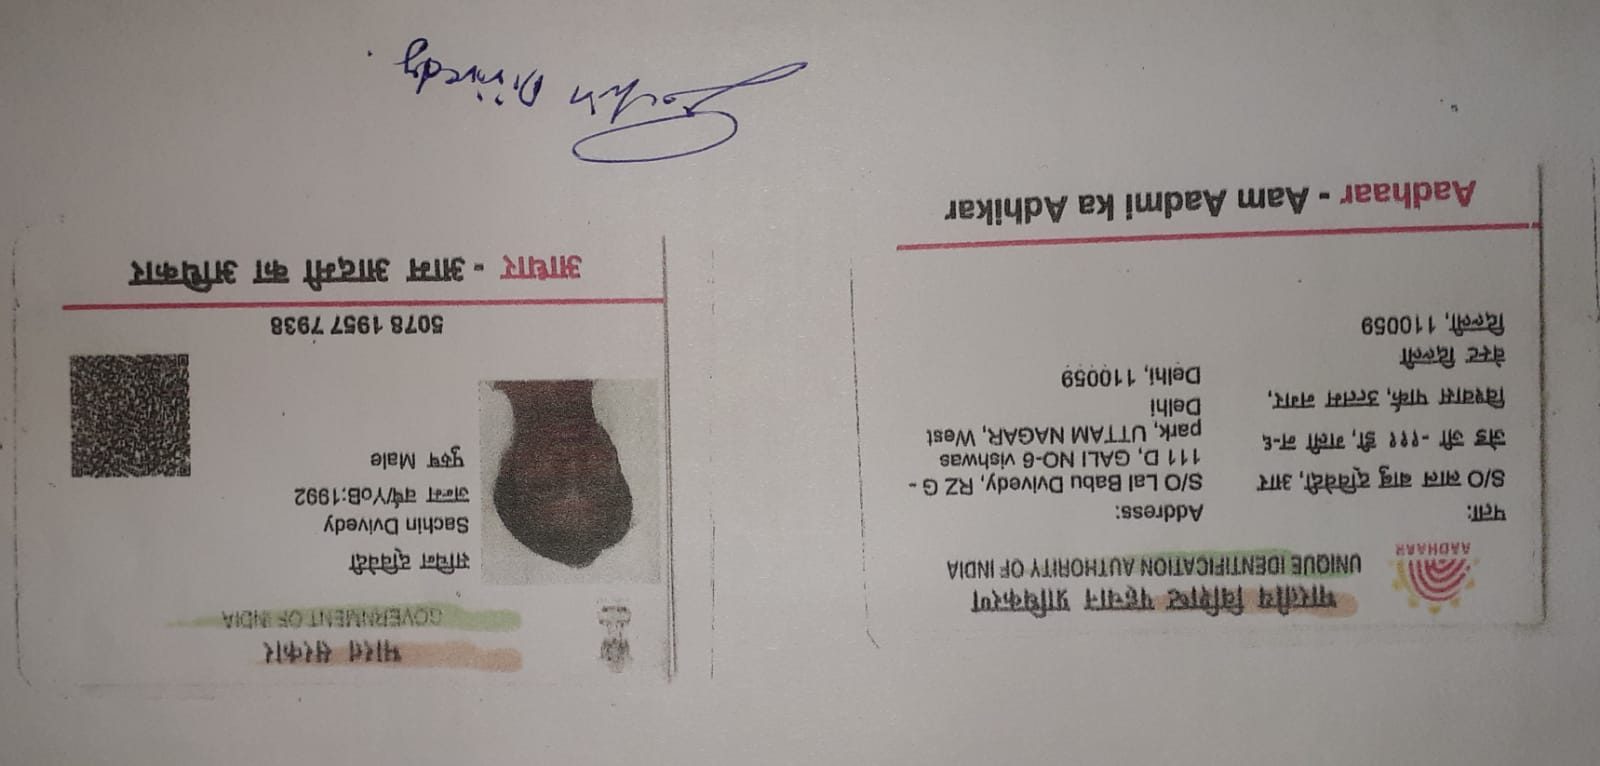 AADHAAR
भारतीय विशिष्ट पहचान प्राधिकरण
UNIQUE IDENTIFICATION AUTHORITY OF INDIA
पता:
S/O लाल बाबु द्विवेदी, आर
जेड जी -१११ डी, गली न-६
विश्वास पार्क, उत्तम नगर,
वेस्ट दिल्ली
दिल्ली, 110059
Address:
S/O Lal Babu Dvivedy, RZ G -
111 D, GALI NO-6 vishwas
park, UTTAM NAGAR, West
Delhi
Delhi, 110059
Aadhaar - Aam Aadmi ka Adhikar
भारत सरकार
GOVERNMENT OF INDIA
सचिन द्विवेदी
Sachin Dvivedy
जन्म वर्ष/YoB:1992
पुरुष Male
5078 1957 7938
आधार - आम आदमी का अधिकार
Sachin Dvivedy.